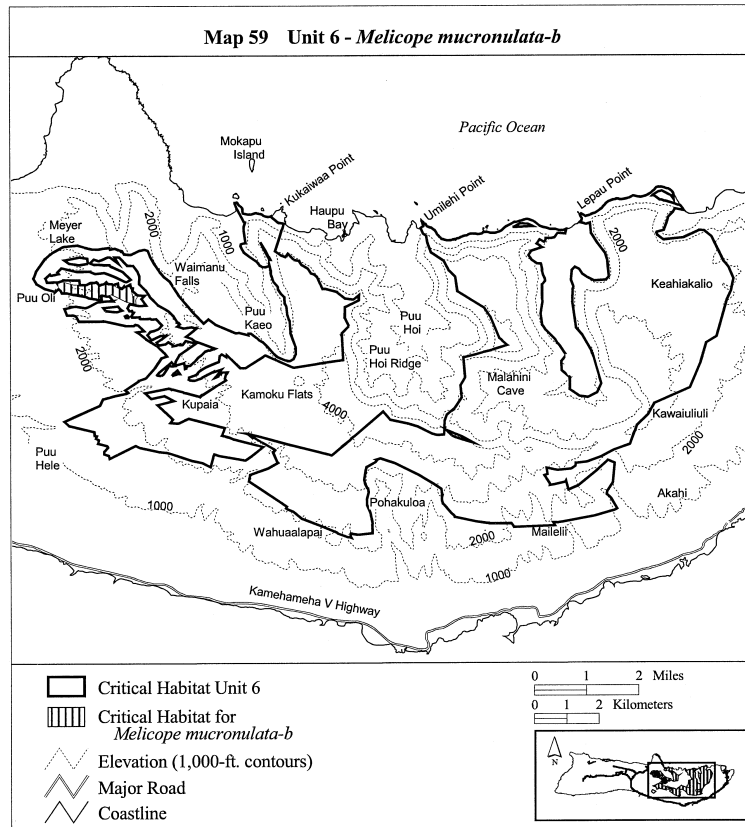 Map 59 Unit 6 - Melicope mucronulata-b
Pacific Ocean
Mokapu
Island
Kukaiwaa Point
Haupu
Bay
Umilehi Point
Lepau Point
Meyer
Lake
2000
1000
Waimanu
Falls
2000
Keahiakalio
Puu Oli
Puu
Kaeo
Puu
Hoi
Puu
Hoi Ridge
2000
Malahini
Cave
Kupaia
Kamoku Flats
4000
Kawaiuliuli
2000
Puu
Hele
1000
Pohakuloa
Akahi
Wahuaalapai
2000
Mailelii
1000
Kamehameha V Highway
Critical Habitat Unit 6
Critical Habitat for
Melicope mucronulata-b
Elevation (1,000-ft. contours)
Major Road
Coastline
0 1 2 Miles
0 1 2 Kilometers
N